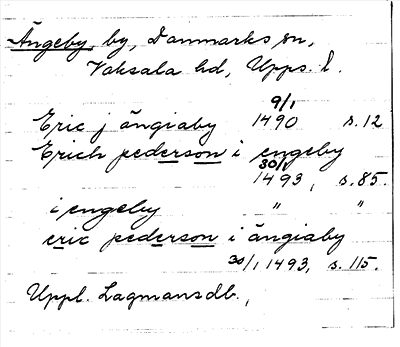 Ängeby, by, Danmarks sn,
Vaksala hd, Upps. l.
9/1
Eric j ängiaby 1490 s. 12
Erich pederson i engeby
30/1
1493, s. 85.
i engeby " "
eric pederson i ängiaby
30/1 1493, s. 115.
Uppl. Lagmansdb.,